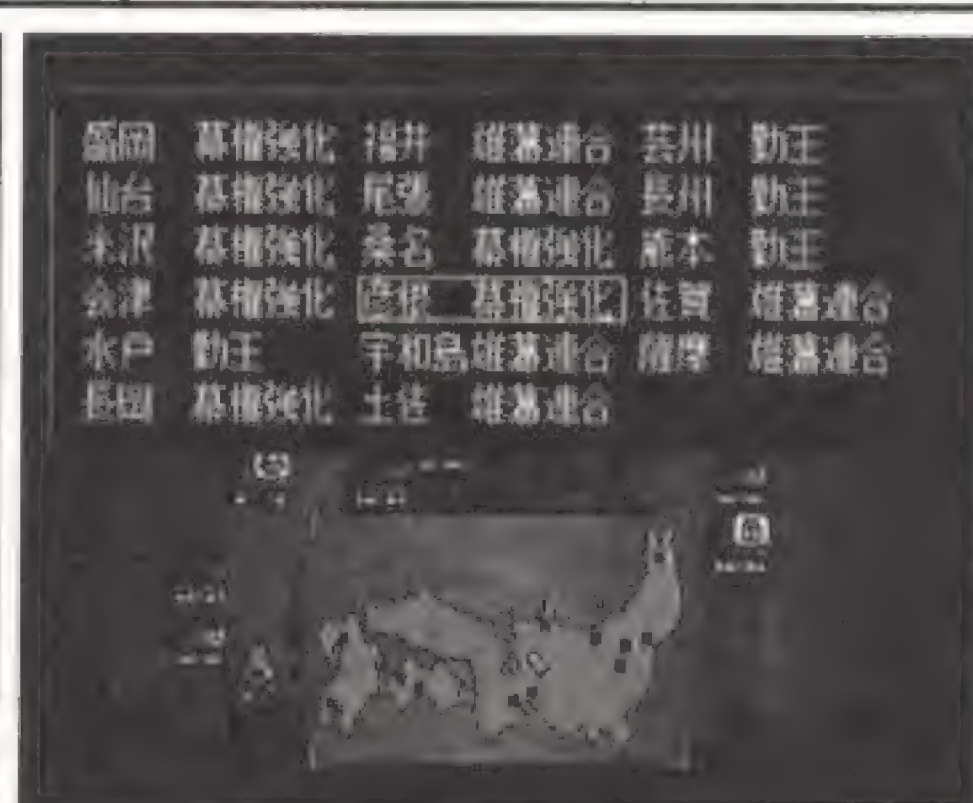 盛岡 幕権強化 福井 雄藩連合 芸州 勤王
仙台 幕権強化 尾張 雄藩連合 長州 勤王
米沢 幕権強化 桑名 幕権強化 熊本 勤王
会津 幕権強化 彦根 幕権強化 佐賀 雄藩連合
水戸 勤王 宇和島雄藩連合 薩摩 雄藩連合
長岡 幕権強化 土佐 雄藩連合